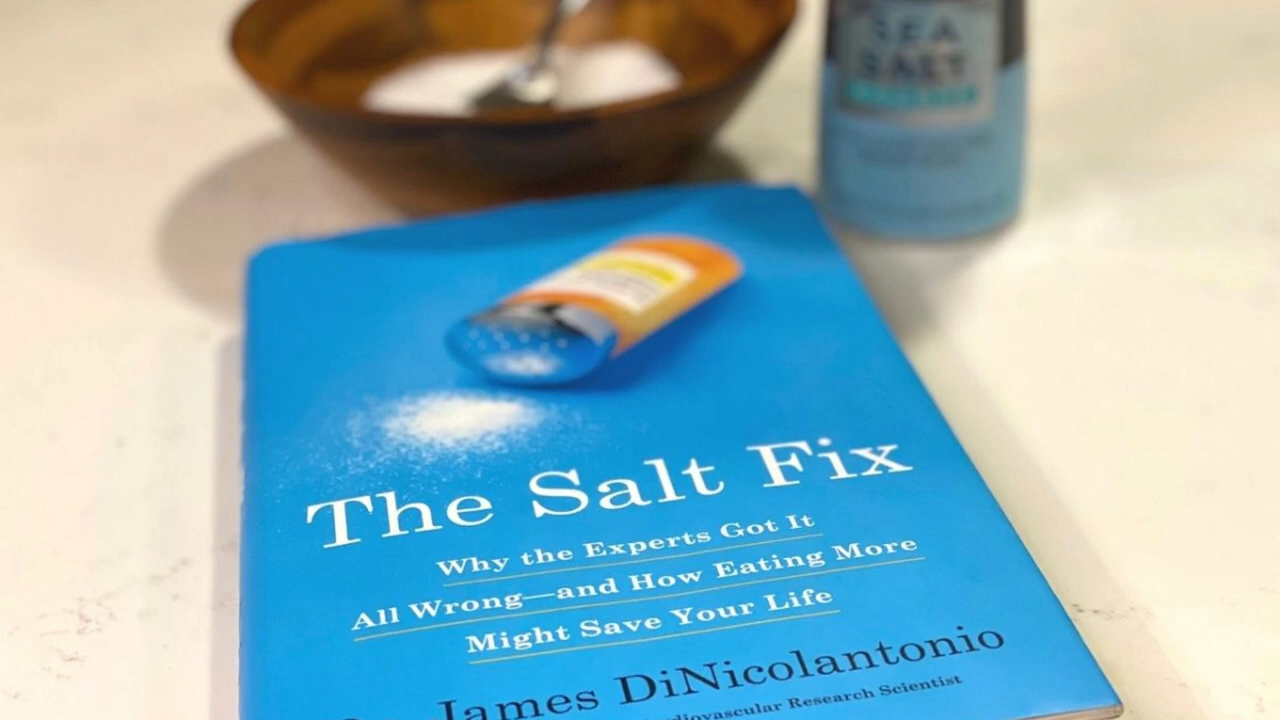 SEA
SALT
The Salt Fix
Why the Experts Got It
All Wrong—and How Eating More
Might Save Your Life
James DiNicolantonio
Research Scientist